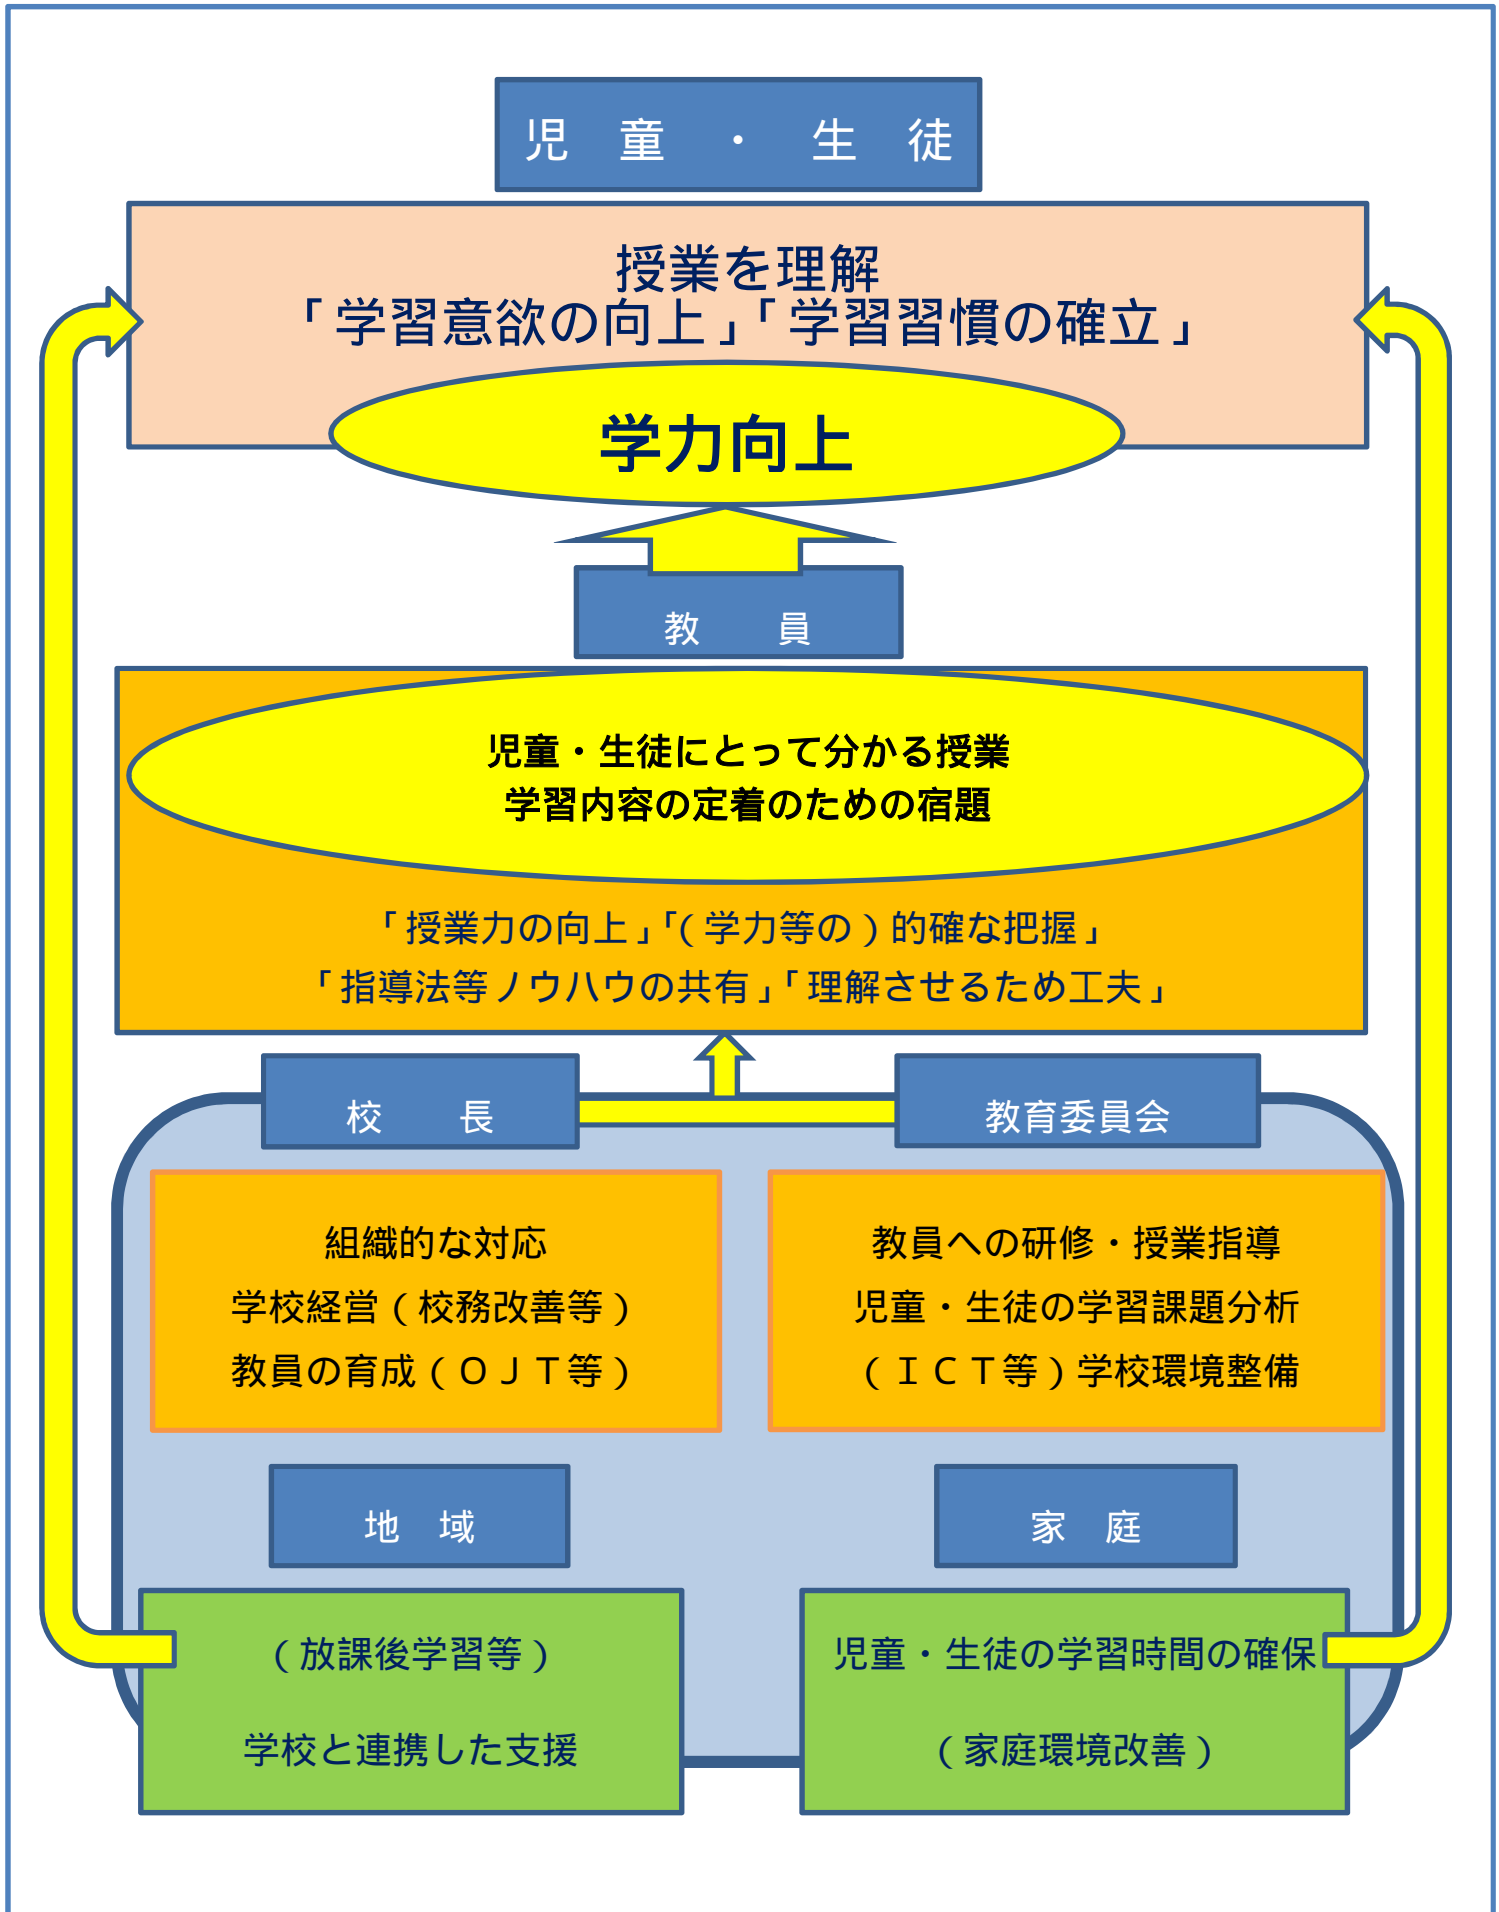 児　童　・　生　徒
授業を理解
「学習意欲の向上」「学習習慣の確立」
学力向上
教　　員
児童・生徒にとって分かる授業
学習内容の定着のための宿題
「授業力の向上」「（学力等の）的確な把握」
「指導法等ノウハウの共有」「理解させるため工夫」
校　　長
組織的な対応
学校経営（校務改善等）
教員の育成（ＯＪＴ等）
教育委員会
教員への研修・授業指導
児童・生徒の学習課題分析
（ＩＣＴ等）学校環境整備
地　域
（放課後学習等）
学校と連携した支援
家　庭
児童・生徒の学習時間の確保
（家庭環境改善）